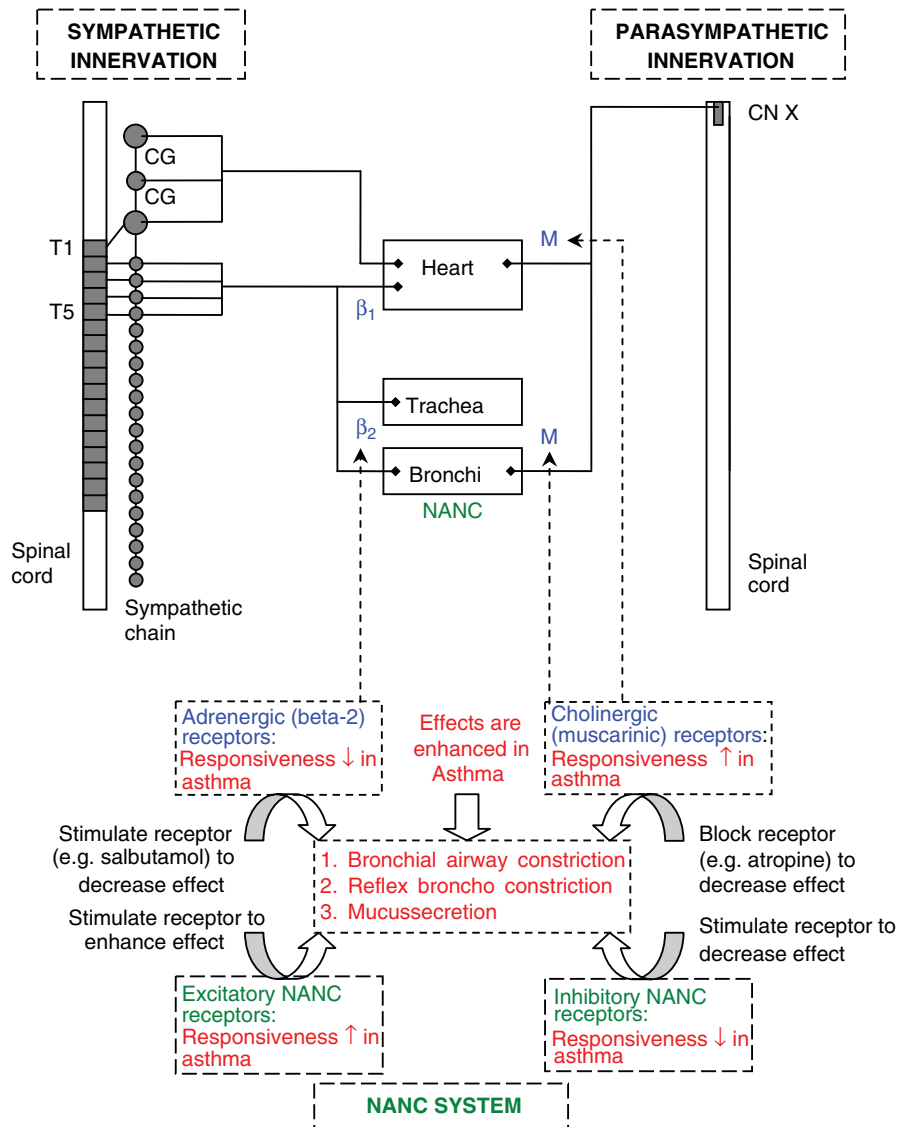 SYMPATHETIC
INNERVATION
PARASYMPATHETIC
INNERVATION
CN X
CG
CG
T1
T5
M
Heart
β1
Trachea
β2
M
Bronchi
NANC
Spinal
cord
Sympathetic
chain
Spinal
cord
Adrenergic (beta-2)
receptors:
Responsiveness ↓ in
asthma
Effects are
enhanced in
Asthma
Cholinergic
(muscarinic) receptors:
Responsiveness ↑ in
asthma
Stimulate receptor
(e.g. salbutamol) to
decrease effect
1. Bronchial airway constriction
2. Reflex broncho constriction
3. Mucussecretion
Block receptor
(e.g. atropine) to
decrease effect
Stimulate receptor to
enhance effect
Stimulate receptor to
decrease effect
Excitatory NANC
receptors:
Responsiveness ↑ in
asthma
Inhibitory NANC
receptors:
Responsiveness ↓ in
asthma
NANC SYSTEM